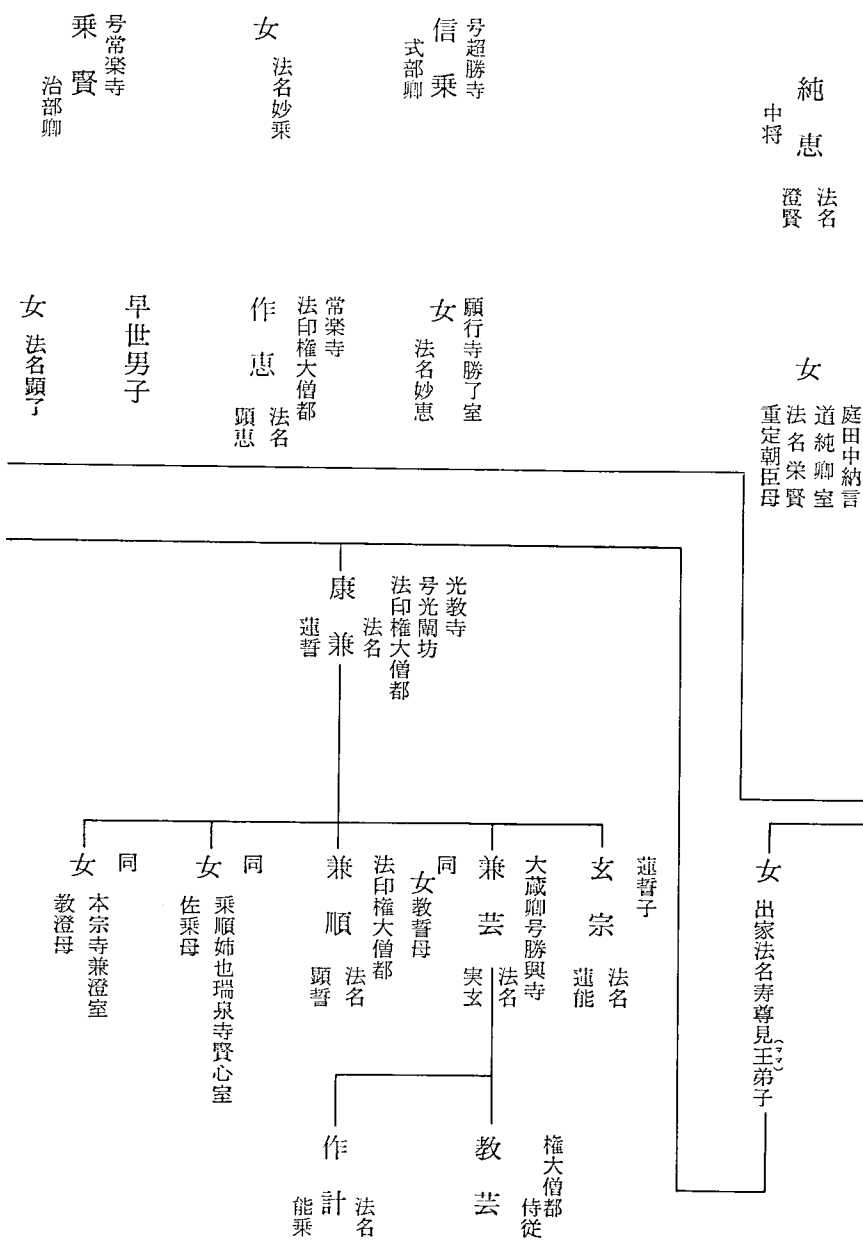 純恵
中将
法名
澄賢
号超勝寺
信乗
式部卿
女
法名妙乗
号常楽寺
乗賢
治部卿
女
庭田中納言
道純卿室
法名栄賢
重定朝臣母
願行寺勝了室
女
法名妙恵
常楽寺
法印権大僧都
作恵
法名
顕恵
早世男子
女
法名顕了
光教寺
号光闡坊
法印権大僧都
康兼
法名
蓮誓
女
出家法名寿尊見王弟子
(ママ)
蓮誓子
玄宗
法名
蓮能
大蔵卿号勝興寺
兼芸
法名
実玄
同
女教誓母
法印権大僧都
兼順
法名
顕誓
同
女
乗順姉也瑞泉寺賢心室
佐乗母
同
女
本宗寺兼澄室
教澄母
権大僧都
侍従
教芸
作計
法名
能乗